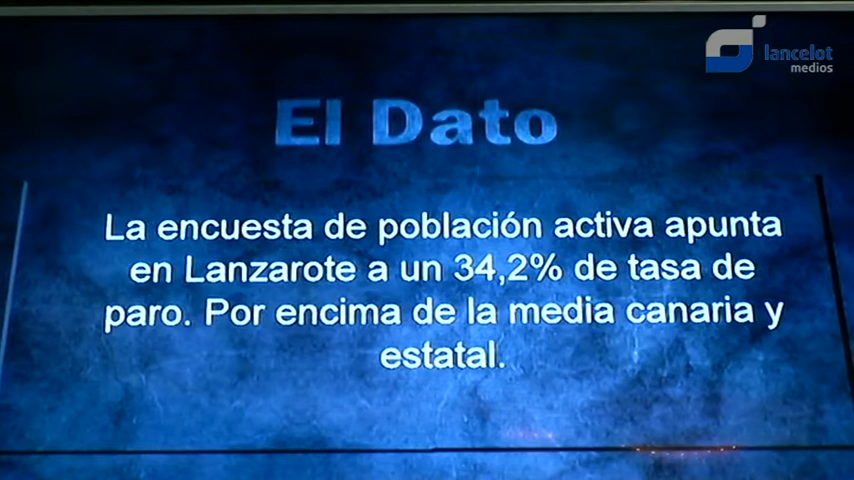 lancelot
medios
El Dato
La encuesta de población activa apunta
en Lanzarote a un 34,2% de tasa de
paro. Por encima de la media canaria y
estatal.